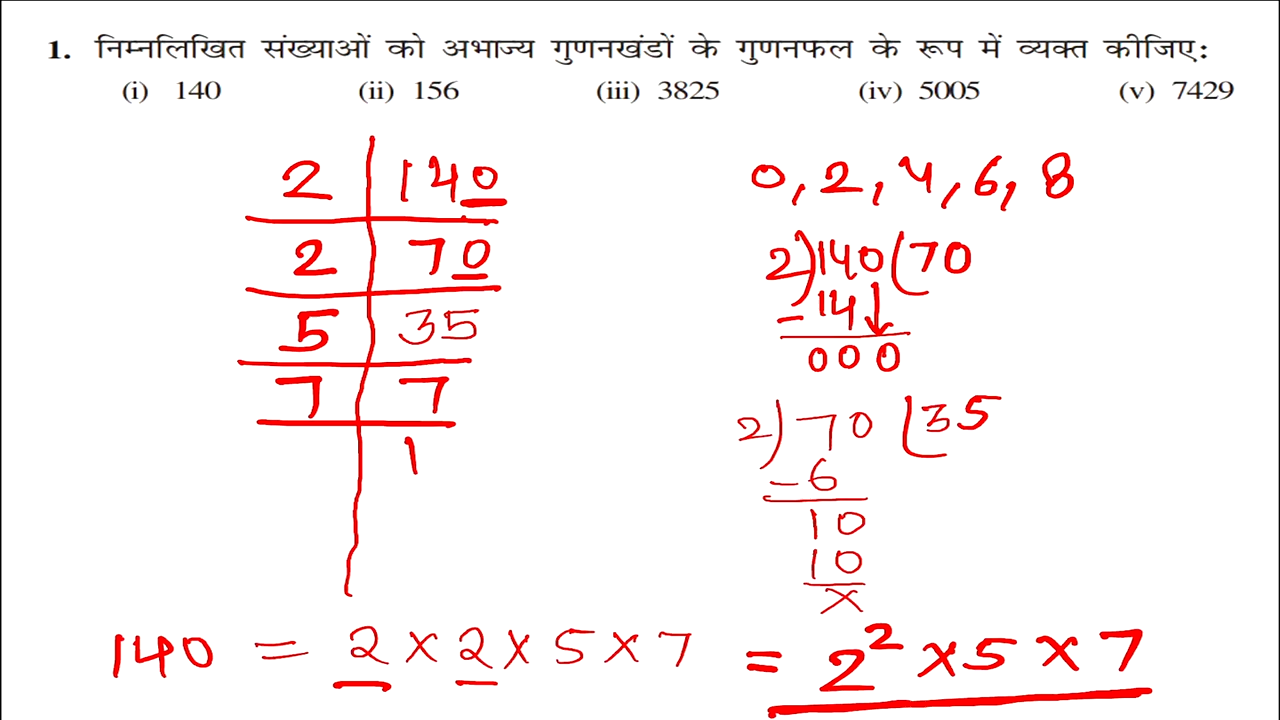 1. निम्नलिखित संख्याओं को अभाज्य गुणनखंडों के गुणनफल के रूप में व्यक्त कीजिए:
(i) 140 (ii) 156 (iii) 3825 (iv) 5005 (v) 7429
2 | 140
2 | 70
5 | 35
7 | 7
1
0, 2, 4, 6, 8
2)140(70
-14
000
2)70(35
-6
10
10
×
140 = 2 × 2 × 5 × 7 = 2² × 5 × 7